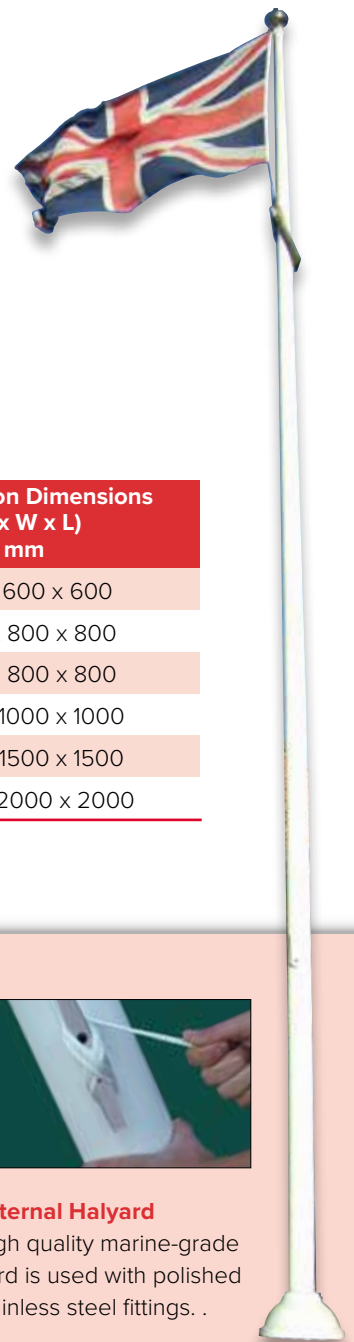 on Dimensions
x W x L)
mm
600 x 600
800 x 800
800 x 800
1000 x 1000
1500 x 1500
2000 x 2000
ternal Halyard
gh quality marine-grade
rd is used with polished
inless steel fittings. .